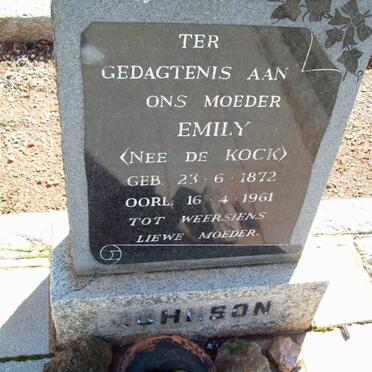 TER
GEDAGTENIS AAN
ONS MOEDER
EMILY
(NEE DE KOCK)
GEB. 23·6·1872
OORL. 16·4·1961
TOT WEERSIENS
LIEWE MOEDER.
JOHNSON